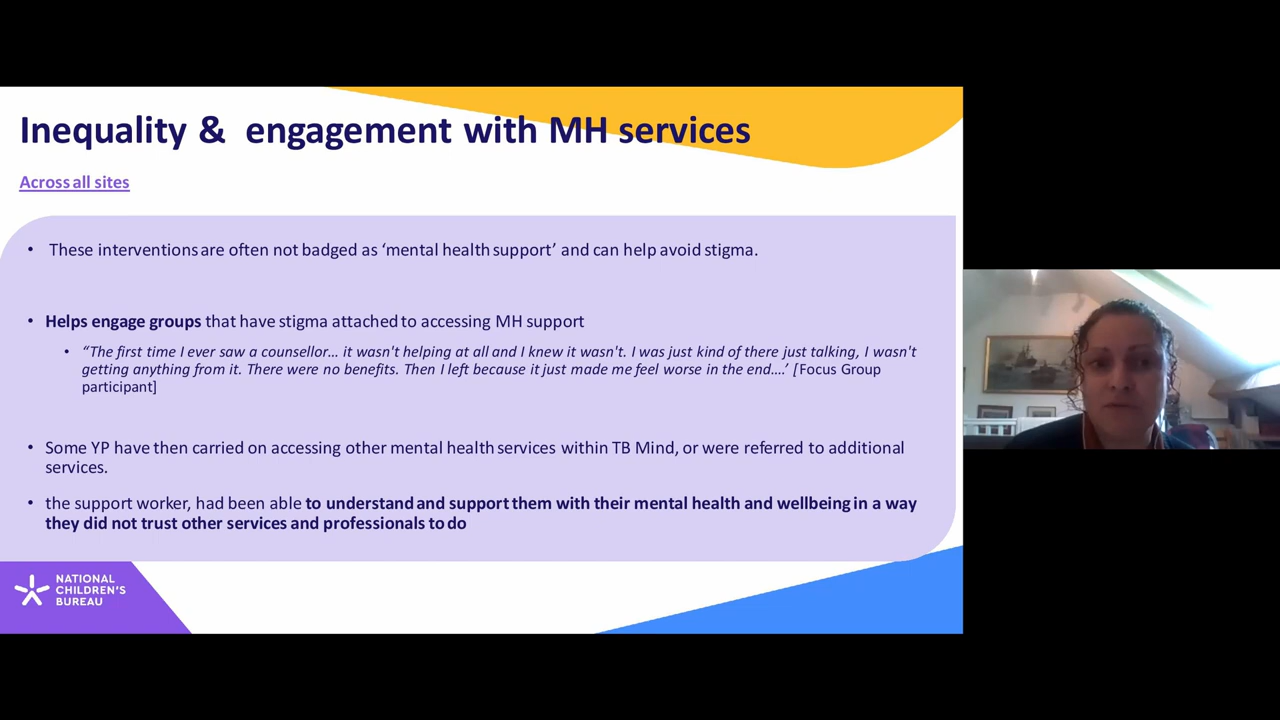 Inequality &  engagement with MH services
Across all sites
• These interventions are often not badged as ‘mental health support’ and can help avoid stigma.
• Helps engage groups that have stigma attached to accessing MH support
• “The first time I ever saw a counsellor... it wasn't helping at all and I knew it wasn't. I was just kind of there just talking, I wasn't
getting anything from it. There were no benefits. Then I left because it just made me feel worse in the end....’ [Focus Group
participant]
• Some YP have then carried on accessing other mental health services within TB Mind, or were referred to additional
services.
• the support worker, had been able to understand and support them with their mental health and wellbeing in a way
they did not trust other services and professionals to do
NATIONAL
CHILDREN'S
BUREAU